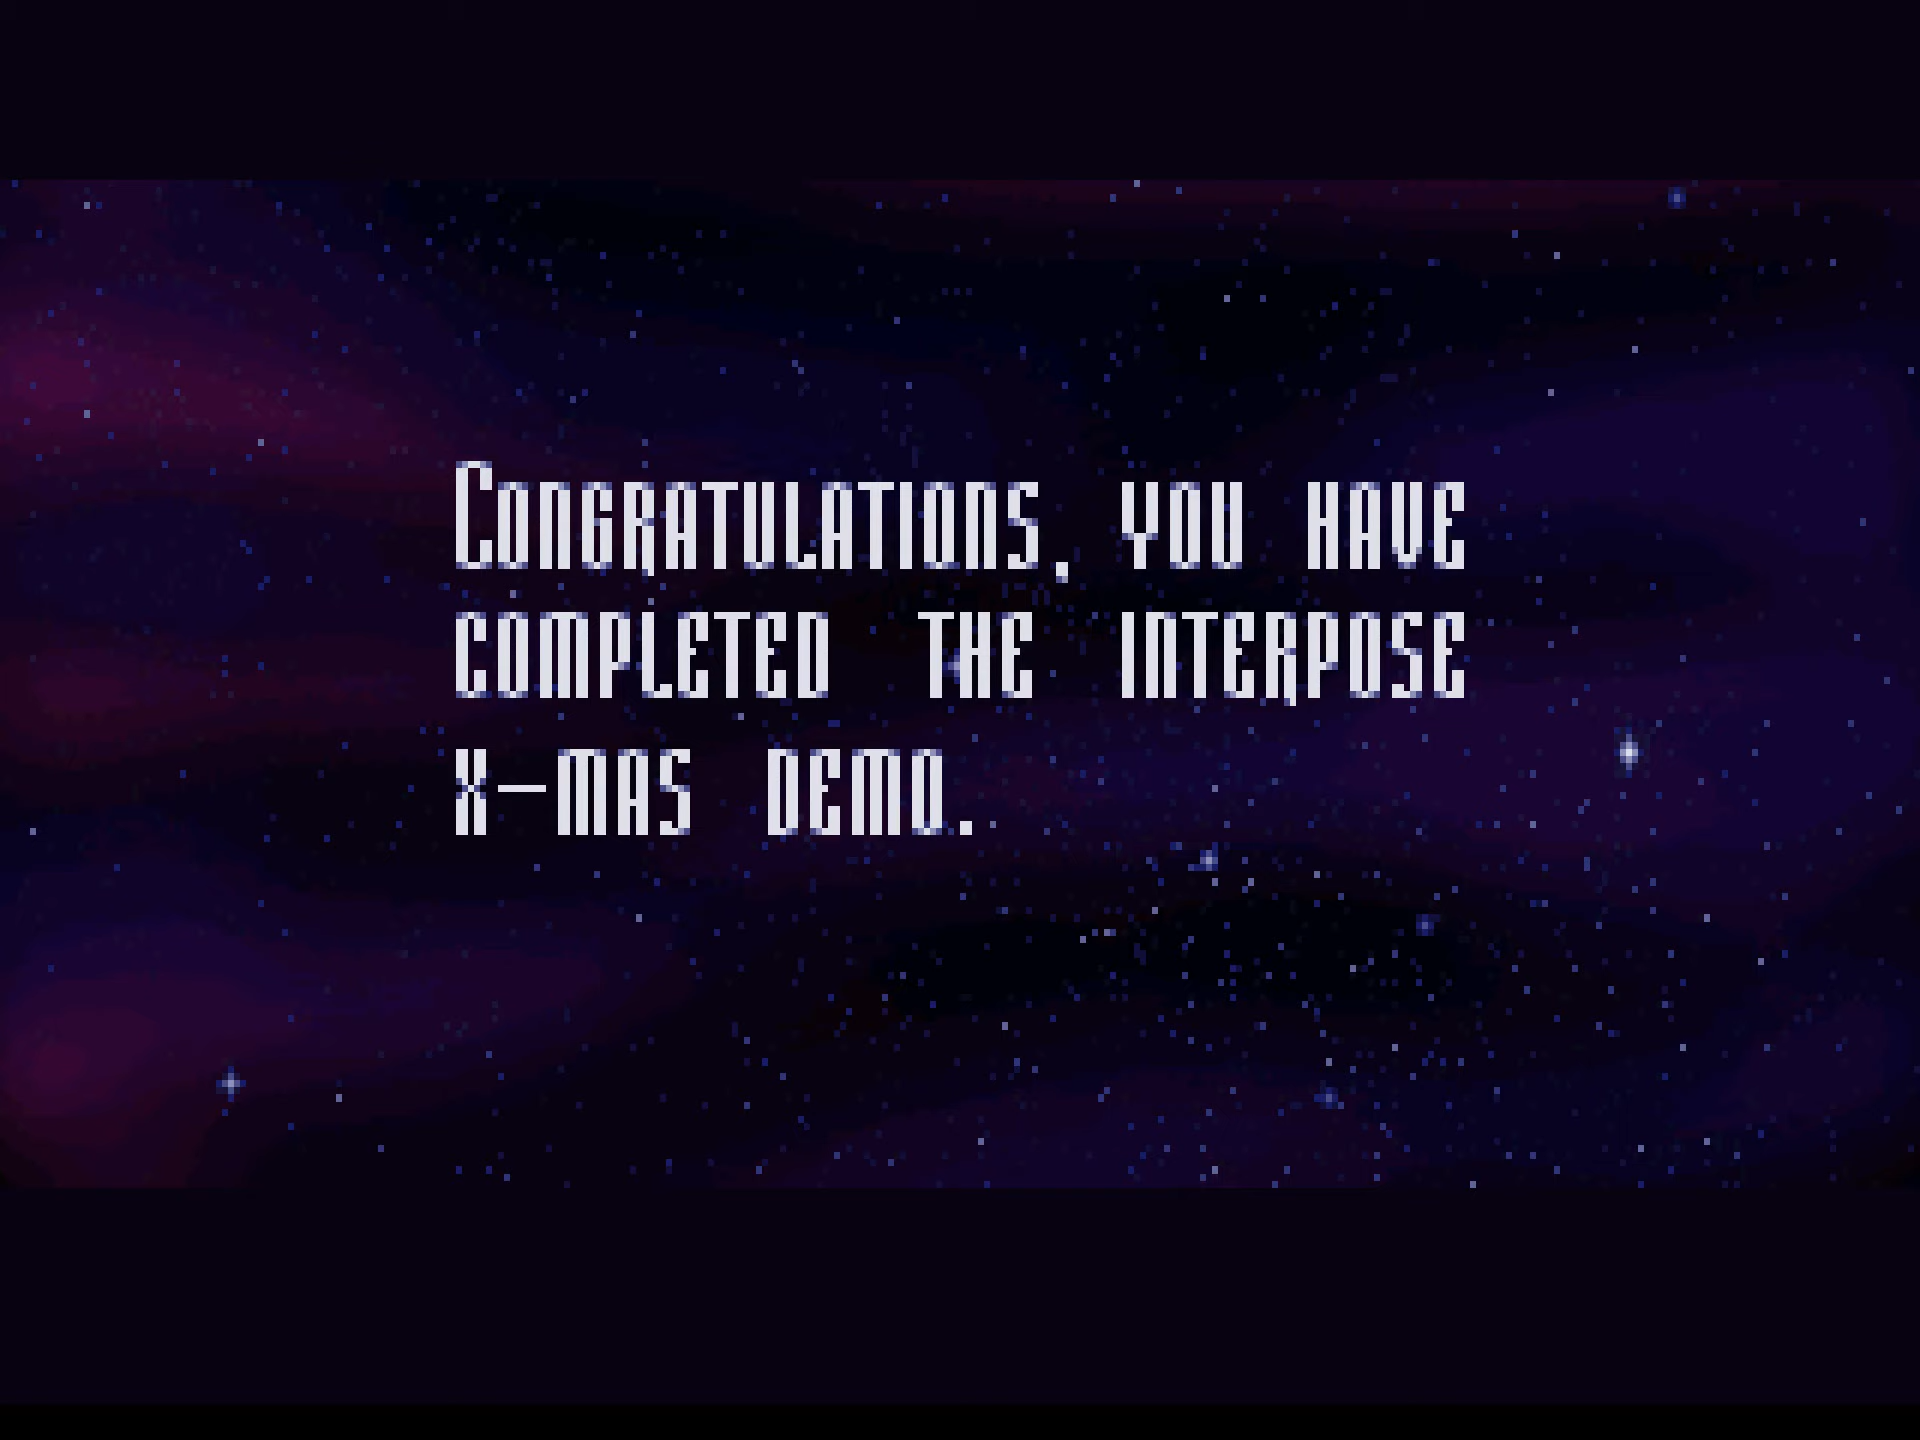 Congratulations, you have
completed the Interpose
X-mas demo.